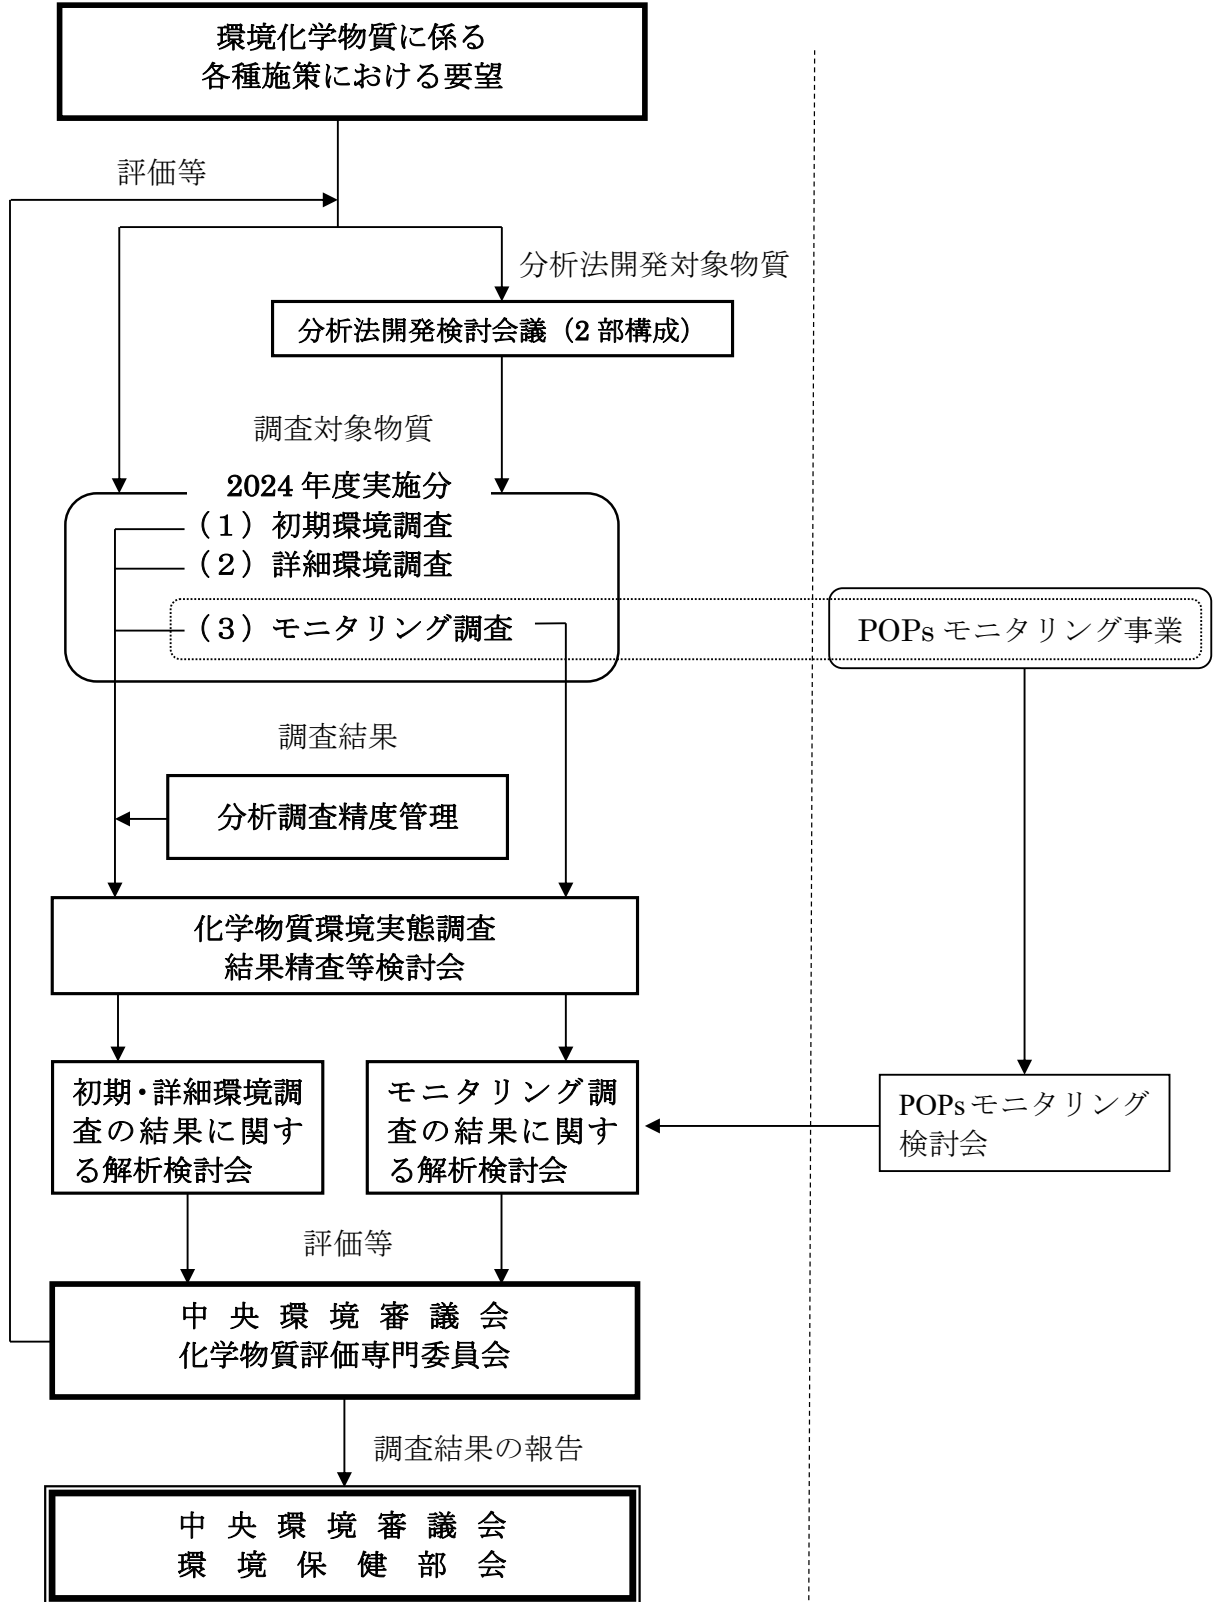 環境化学物質に係る
各種施策における要望
評価等
分析法開発対象物質
分析法開発検討会議（2 部構成）
調査対象物質
2024 年度実施分
（１）初期環境調査
（２）詳細環境調査
（３）モニタリング調査
POPs モニタリング事業
調査結果
分析調査精度管理
化学物質環境実態調査
結果精査等検討会
初期・詳細環境調
査の結果に関す
る解析検討会
モニタリング調
査の結果に関す
る解析検討会
POPsモニタリング
検討会
評価等
中央環境審議会
化学物質評価専門委員会
調査結果の報告
中央環境審議会
環境保健部会